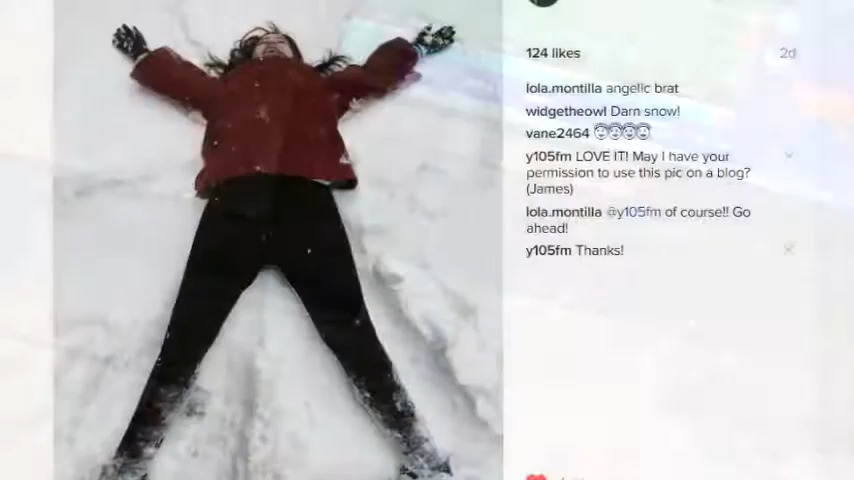 124 likes 2d
lola.montilla angelic brat
widgetheowl Darn snow!
vane2464
y105fm LOVE IT! May I have your
permission to use this pic on a blog?
(James)
lola.montilla @y105fm of course!! Go
ahead!
y105fm Thanks!